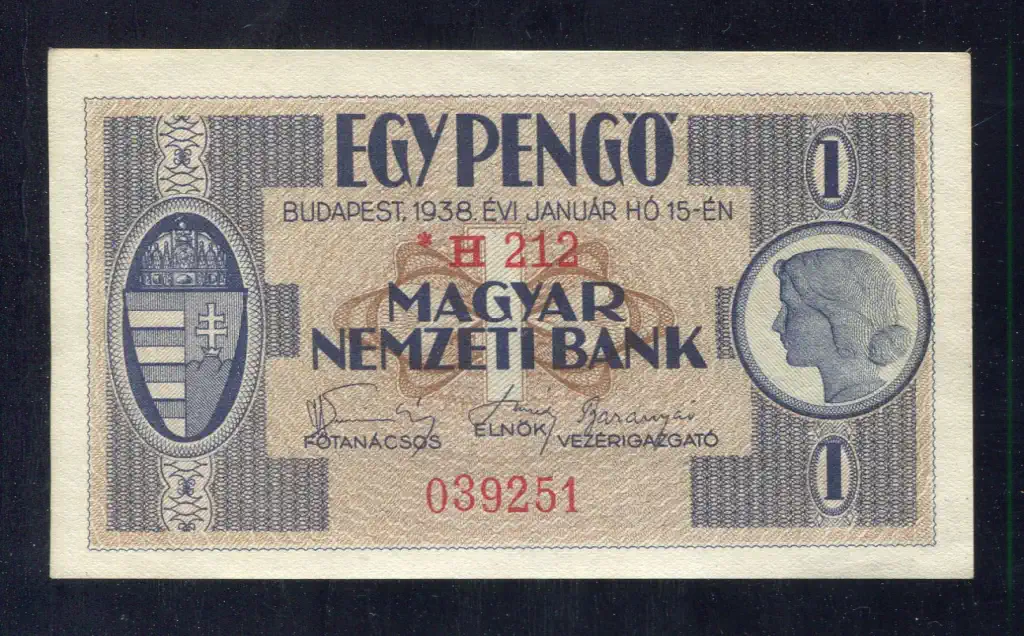 EGY PENGŐ
BUDAPEST, 1938. ÉVI JANUÁR HÓ 15-ÉN
* H 212
MAGYAR
NEMZETI BANK
FŐTANÁCSOS ELNÖK VEZÉRIGAZGATÓ
039251
1
1